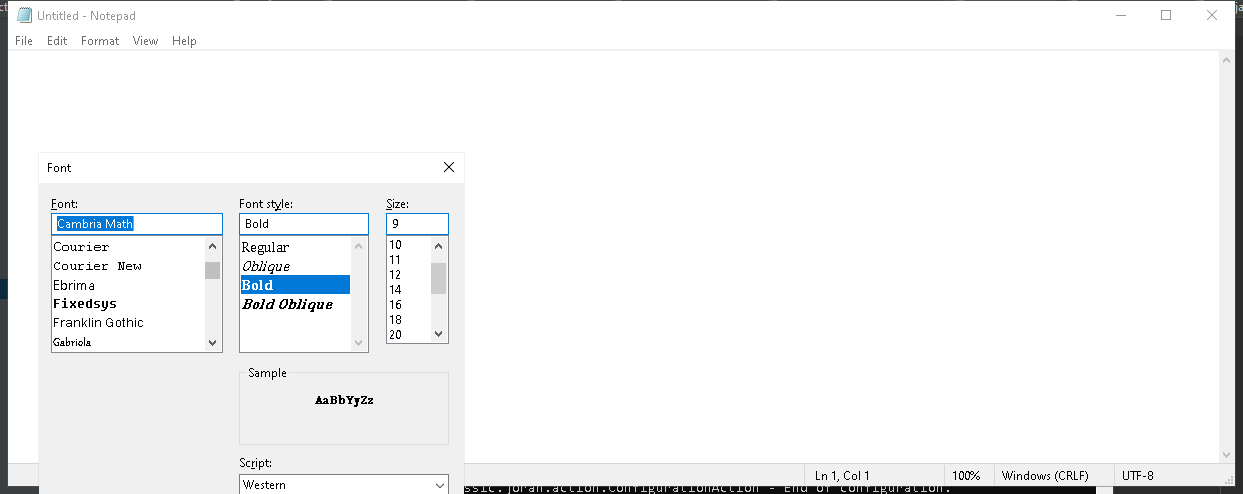 Untitled - Notepad
File Edit Format View Help
Font
Font: Font style: Size:
Cambria Math Bold 9
Courier Regular 10
Courier New Oblique 11
Ebrima Bold 12
Fixedsys Bold Oblique 14
Franklin Gothic 16
Gabriola 18
20
Sample
AaBbYyZz
Script:
Western
Ln 1, Col 1 100% Windows (CRLF) UTF-8
ssic.joran.action.ConfigurationAction - End of configuration.